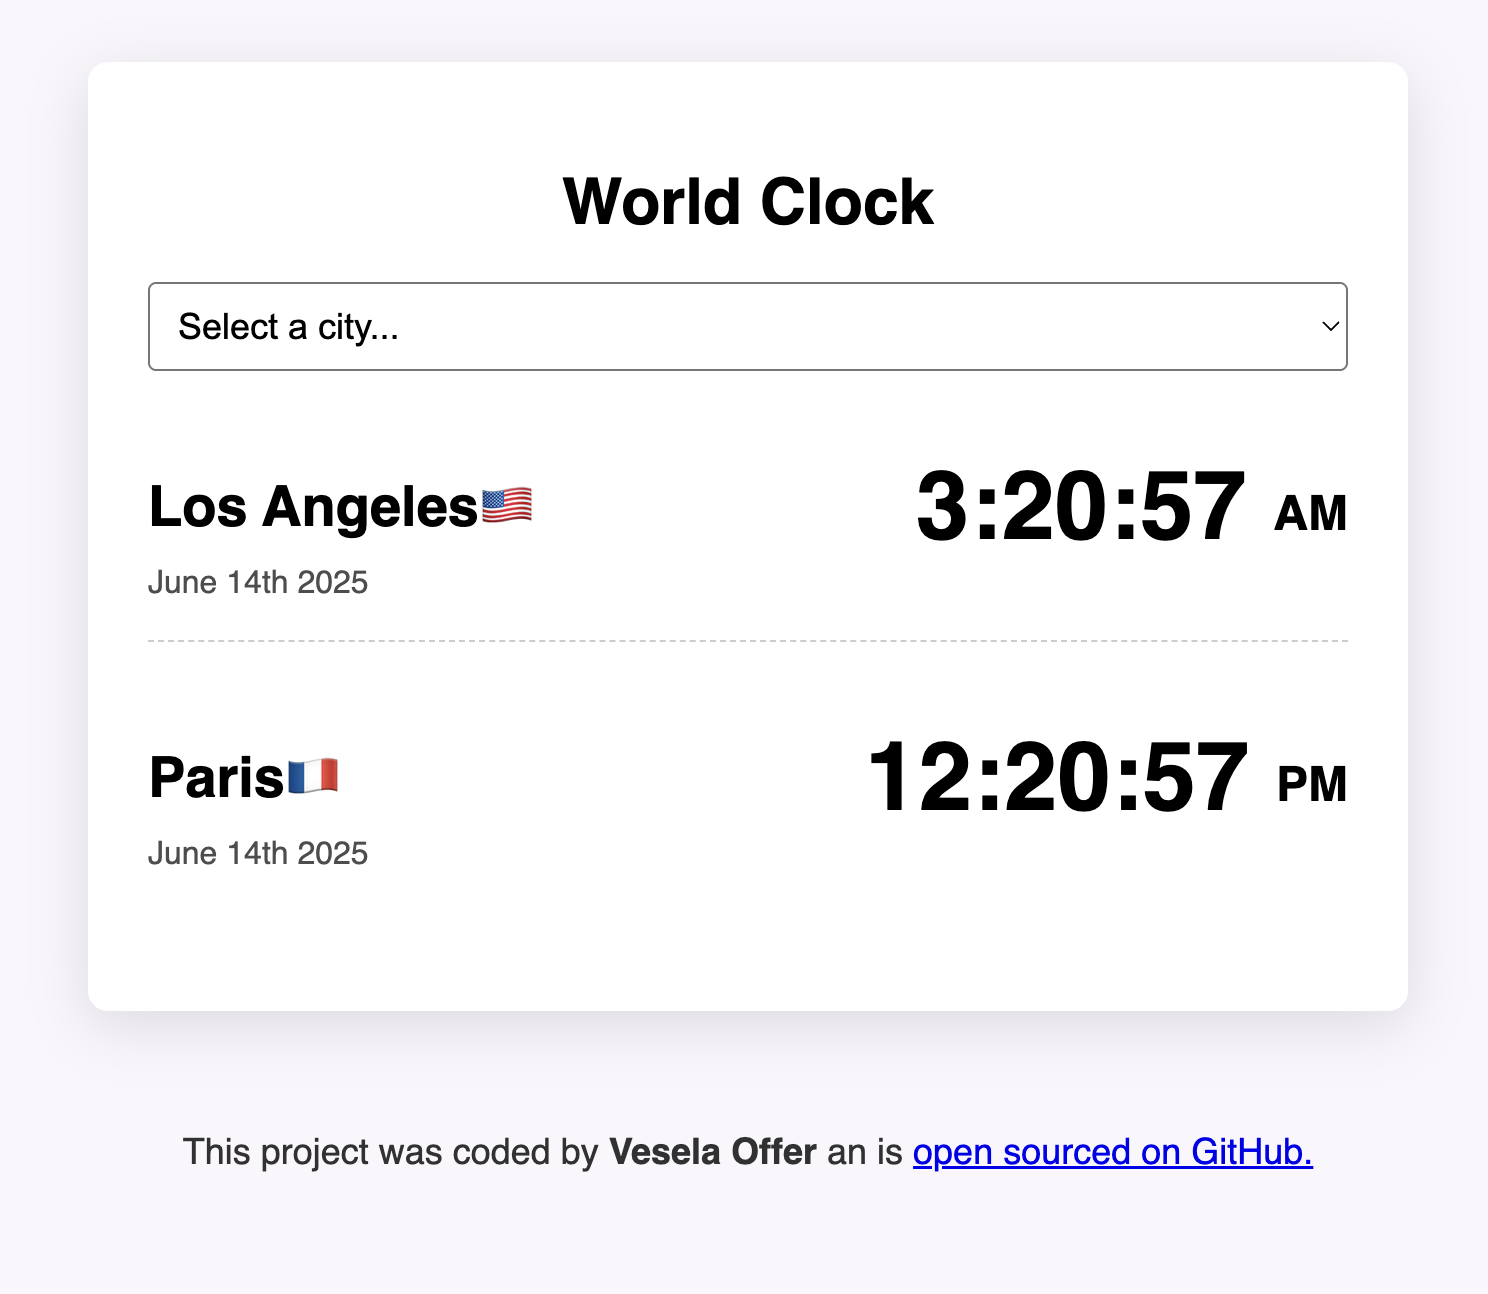 World Clock
Select a city...
Los Angeles🇺🇸
3:20:57 AM
June 14th 2025
Paris🇫🇷
12:20:57 PM
June 14th 2025
This project was coded by Vesela Offer an is open sourced on GitHub.